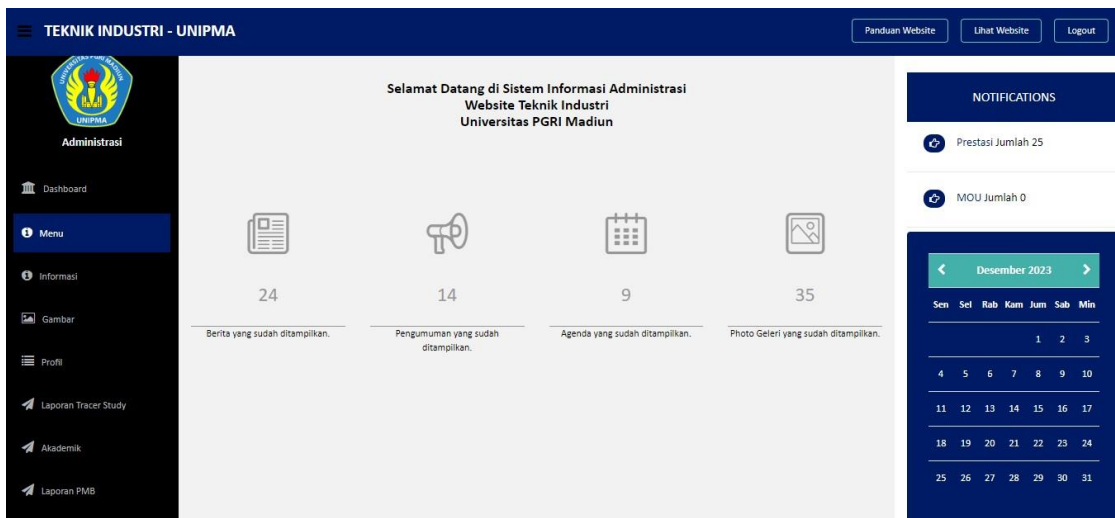 TEKNIK INDUSTRI - UNIPMA
Panduan Website
Lihat Website
Logout
UNIVERSITAS PGRI MADIUN
UNIPMA
Administrasi
Dashboard
Menu
Informasi
Gambar
Profil
Laporan Tracer Study
Akademik
Laporan PMB
Selamat Datang di Sistem Informasi Administrasi
Website Teknik Industri
Universitas PGRI Madiun
24
Berita yang sudah ditampilkan.
14
Pengumuman yang sudah
ditampilkan.
9
Agenda yang sudah ditampilkan.
35
Photo Geleri yang sudah ditampilkan.
NOTIFICATIONS
Prestasi Jumlah 25
MOU Jumlah 0
Desember 2023
Sen Sel Rab Kam Jum Sab Min
1 2 3
4 5 6 7 8 9 10
11 12 13 14 15 16 17
18 19 20 21 22 23 24
25 26 27 28 29 30 31